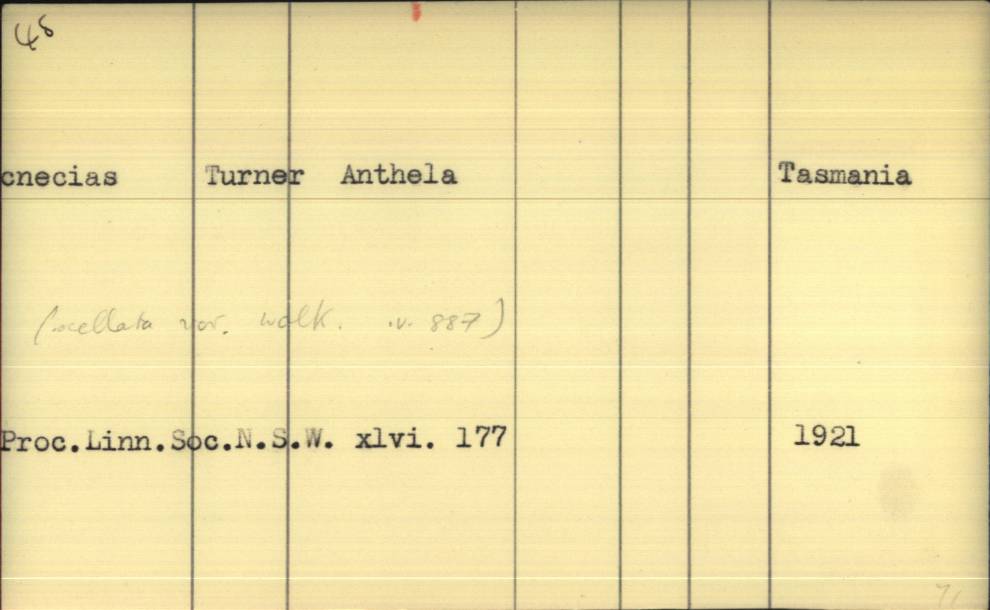 48
cnecias Turner Anthela Tasmania
(ocellata var. Walk. .v. 887)
Proc.Linn.Soc.N.S.W. xlvi. 177 1921